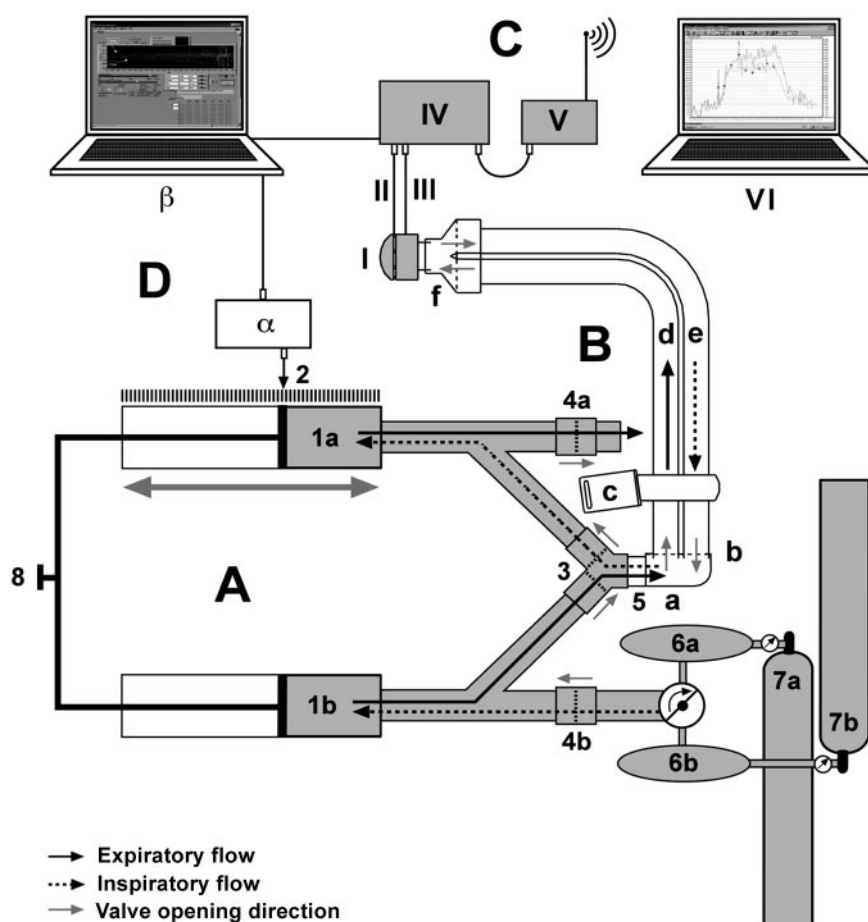 C
IV
V
β
II
III
VI
I
f
D
α
B
d
e
2
4a
1a
c
8
A
3
b
5
a
6a
7a
1b
7b
4b
6b
Expiratory flow
Inspiratory flow
Valve opening direction